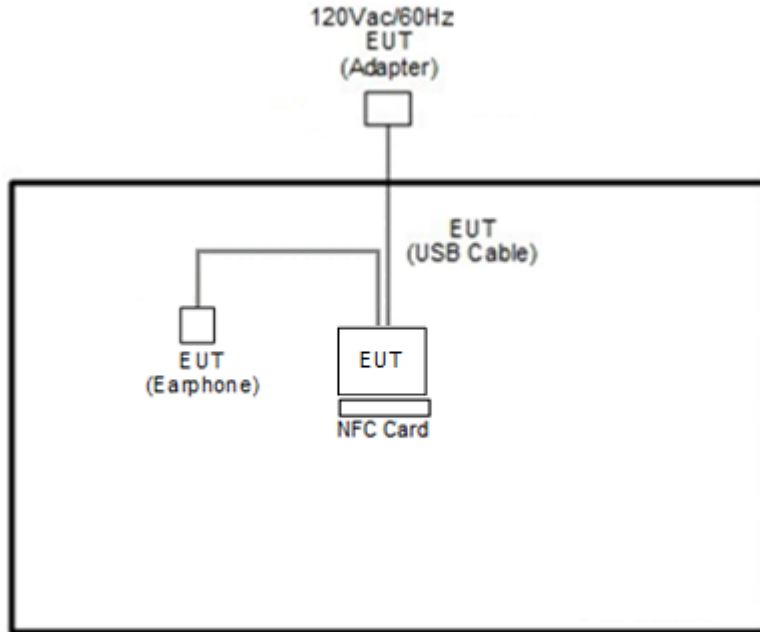 120Vac/60Hz
EUT
(Adapter)
EUT
(USB Cable)
EUT
(Earphone)
EUT
NFC Card